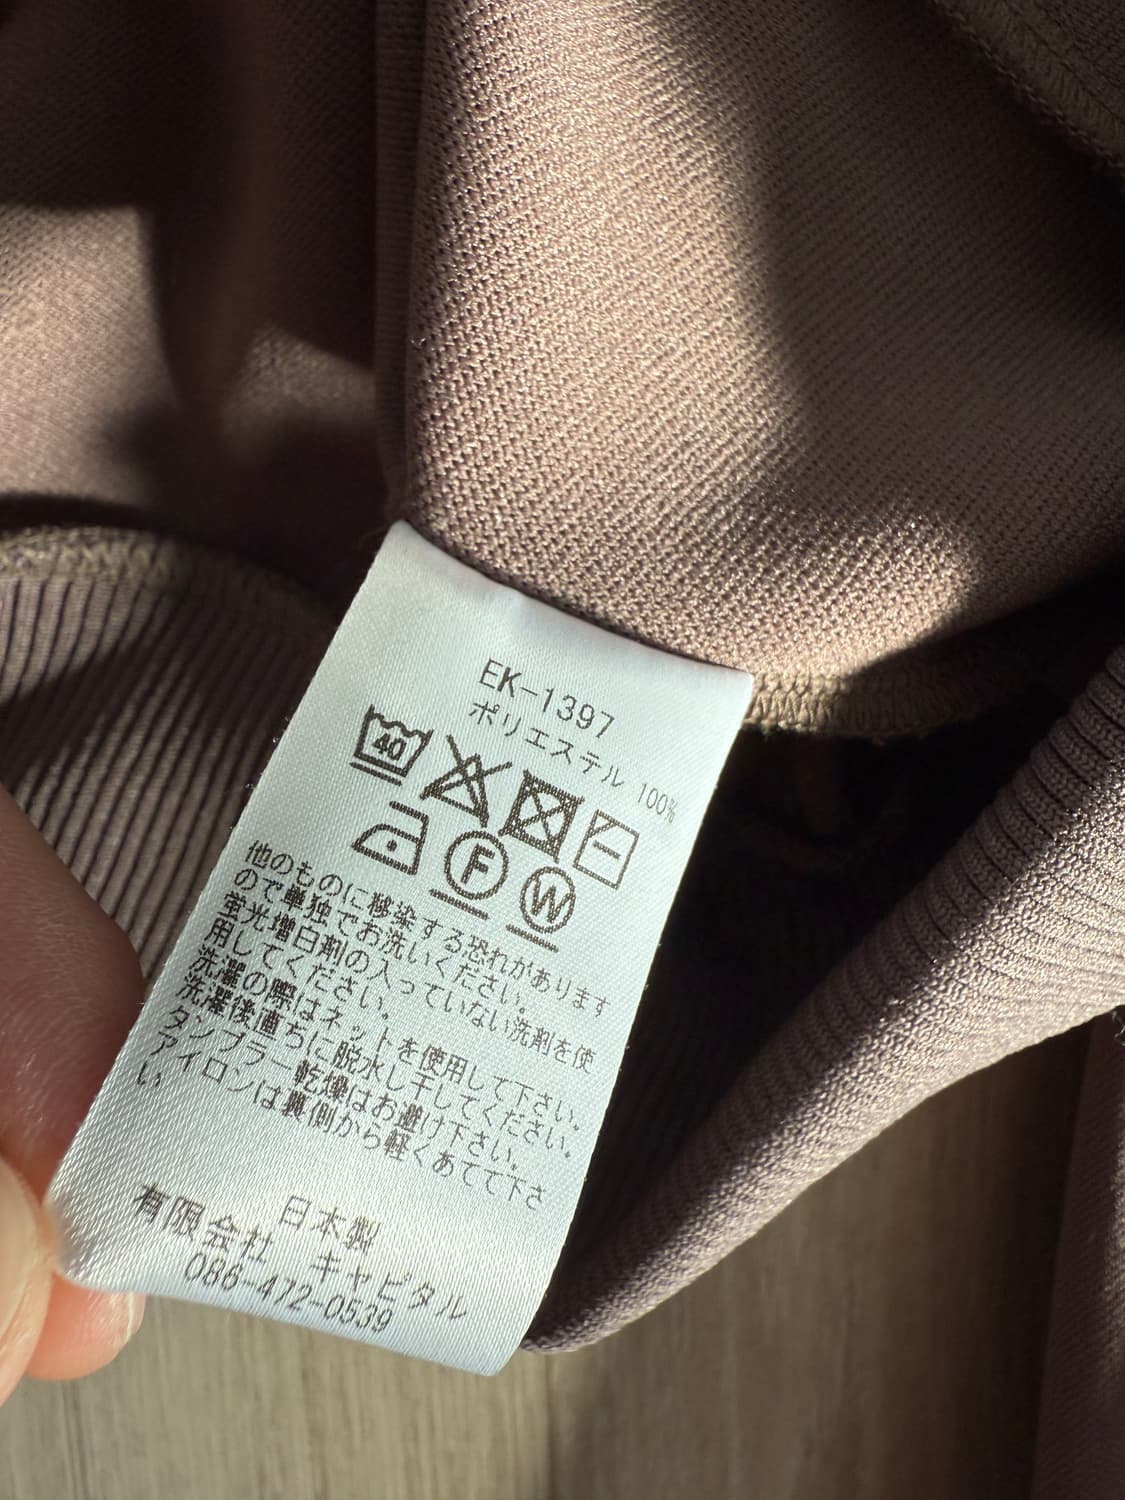 EK-1397
ポリエステル 100%
40
F W
他のものに移染する恐れがあります
ので単独でお洗いください。
蛍光増白剤の入っていない洗剤を使
用してください。
洗濯の際はネットを使用して下さい。
洗濯後直ちに脱水し干してください。
タンブラー乾燥はお避け下さい。
アイロンは裏側から軽くあてて下さ
い
日本製
有限会社 キャピタル
086-472-0539